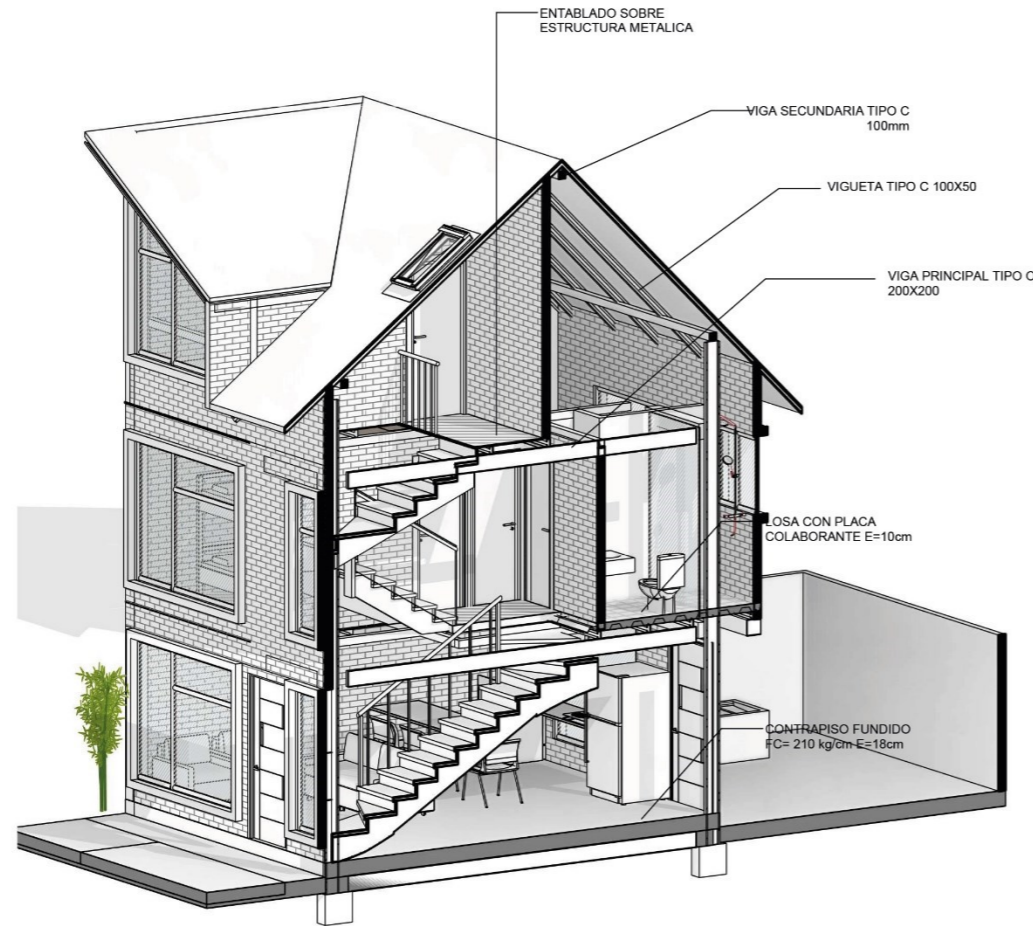 ENTABLADO SOBRE
ESTRUCTURA METALICA
VIGA SECUNDARIA TIPO C
100mm
VIGUETA TIPO C 100X50
VIGA PRINCIPAL TIPO C
200X200
LOSA CON PLACA
COLABORANTE E=10cm
CONTRAPISO FUNDIDO
FC= 210 kg/cm E=18cm